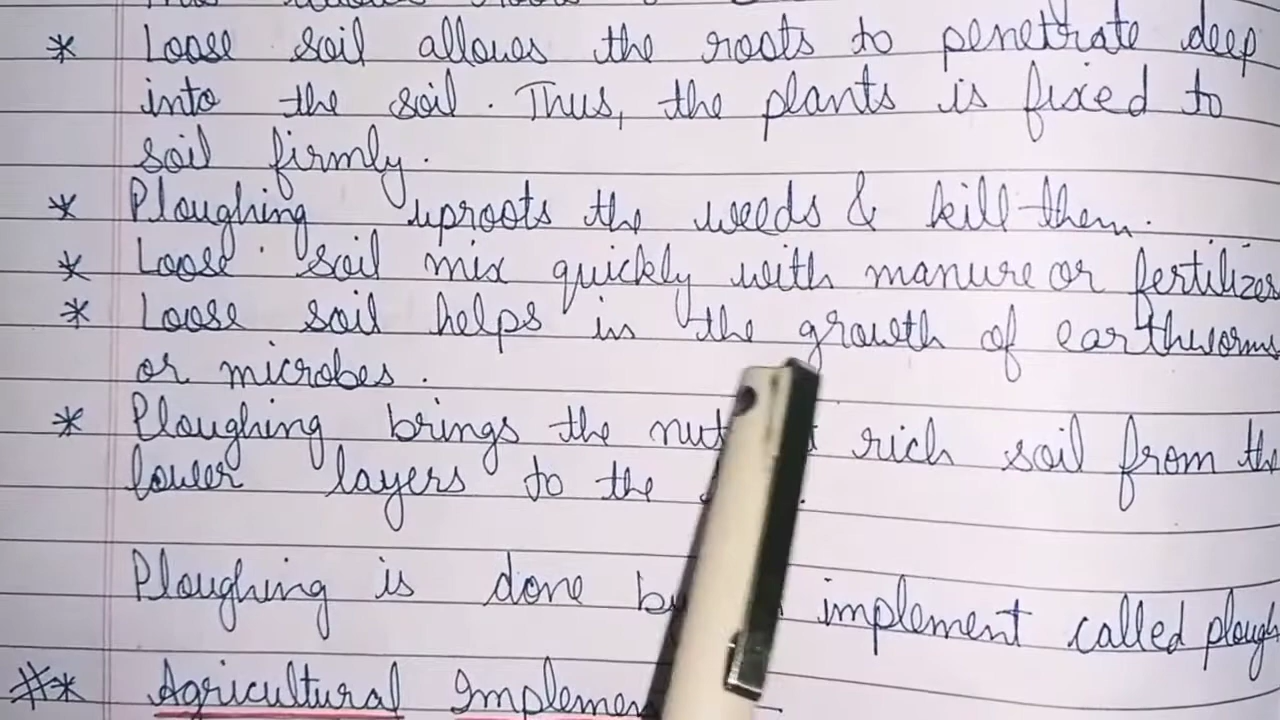 * Loose soil allows the roots to penetrate deep
into the soil. Thus, the plants is fixed to
soil firmly.
* Ploughing uproots the weeds & kill them.
* Loose soil mix quickly with manure or fertilizer
* Loose soil helps in the growth of earthworms
or microbes.
* Ploughing brings the rich soil from the
lower layers to the
Ploughing is done by implement called plough
** Agricultural